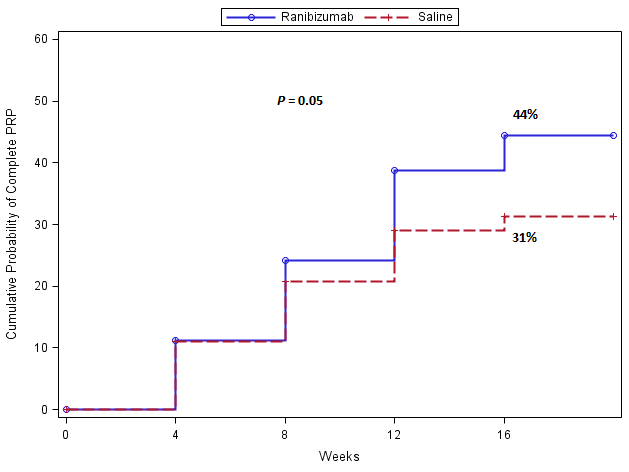 Ranibizumab Saline
60
50
40
30
20
10
0
Cumulative Probability of Complete PRP
P = 0.05
44%
31%
0 4 8 12 16
Weeks